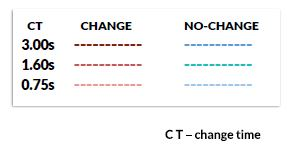 CT CHANGE NO-CHANGE
3.00s
1.60s
0.75s
C T – change time